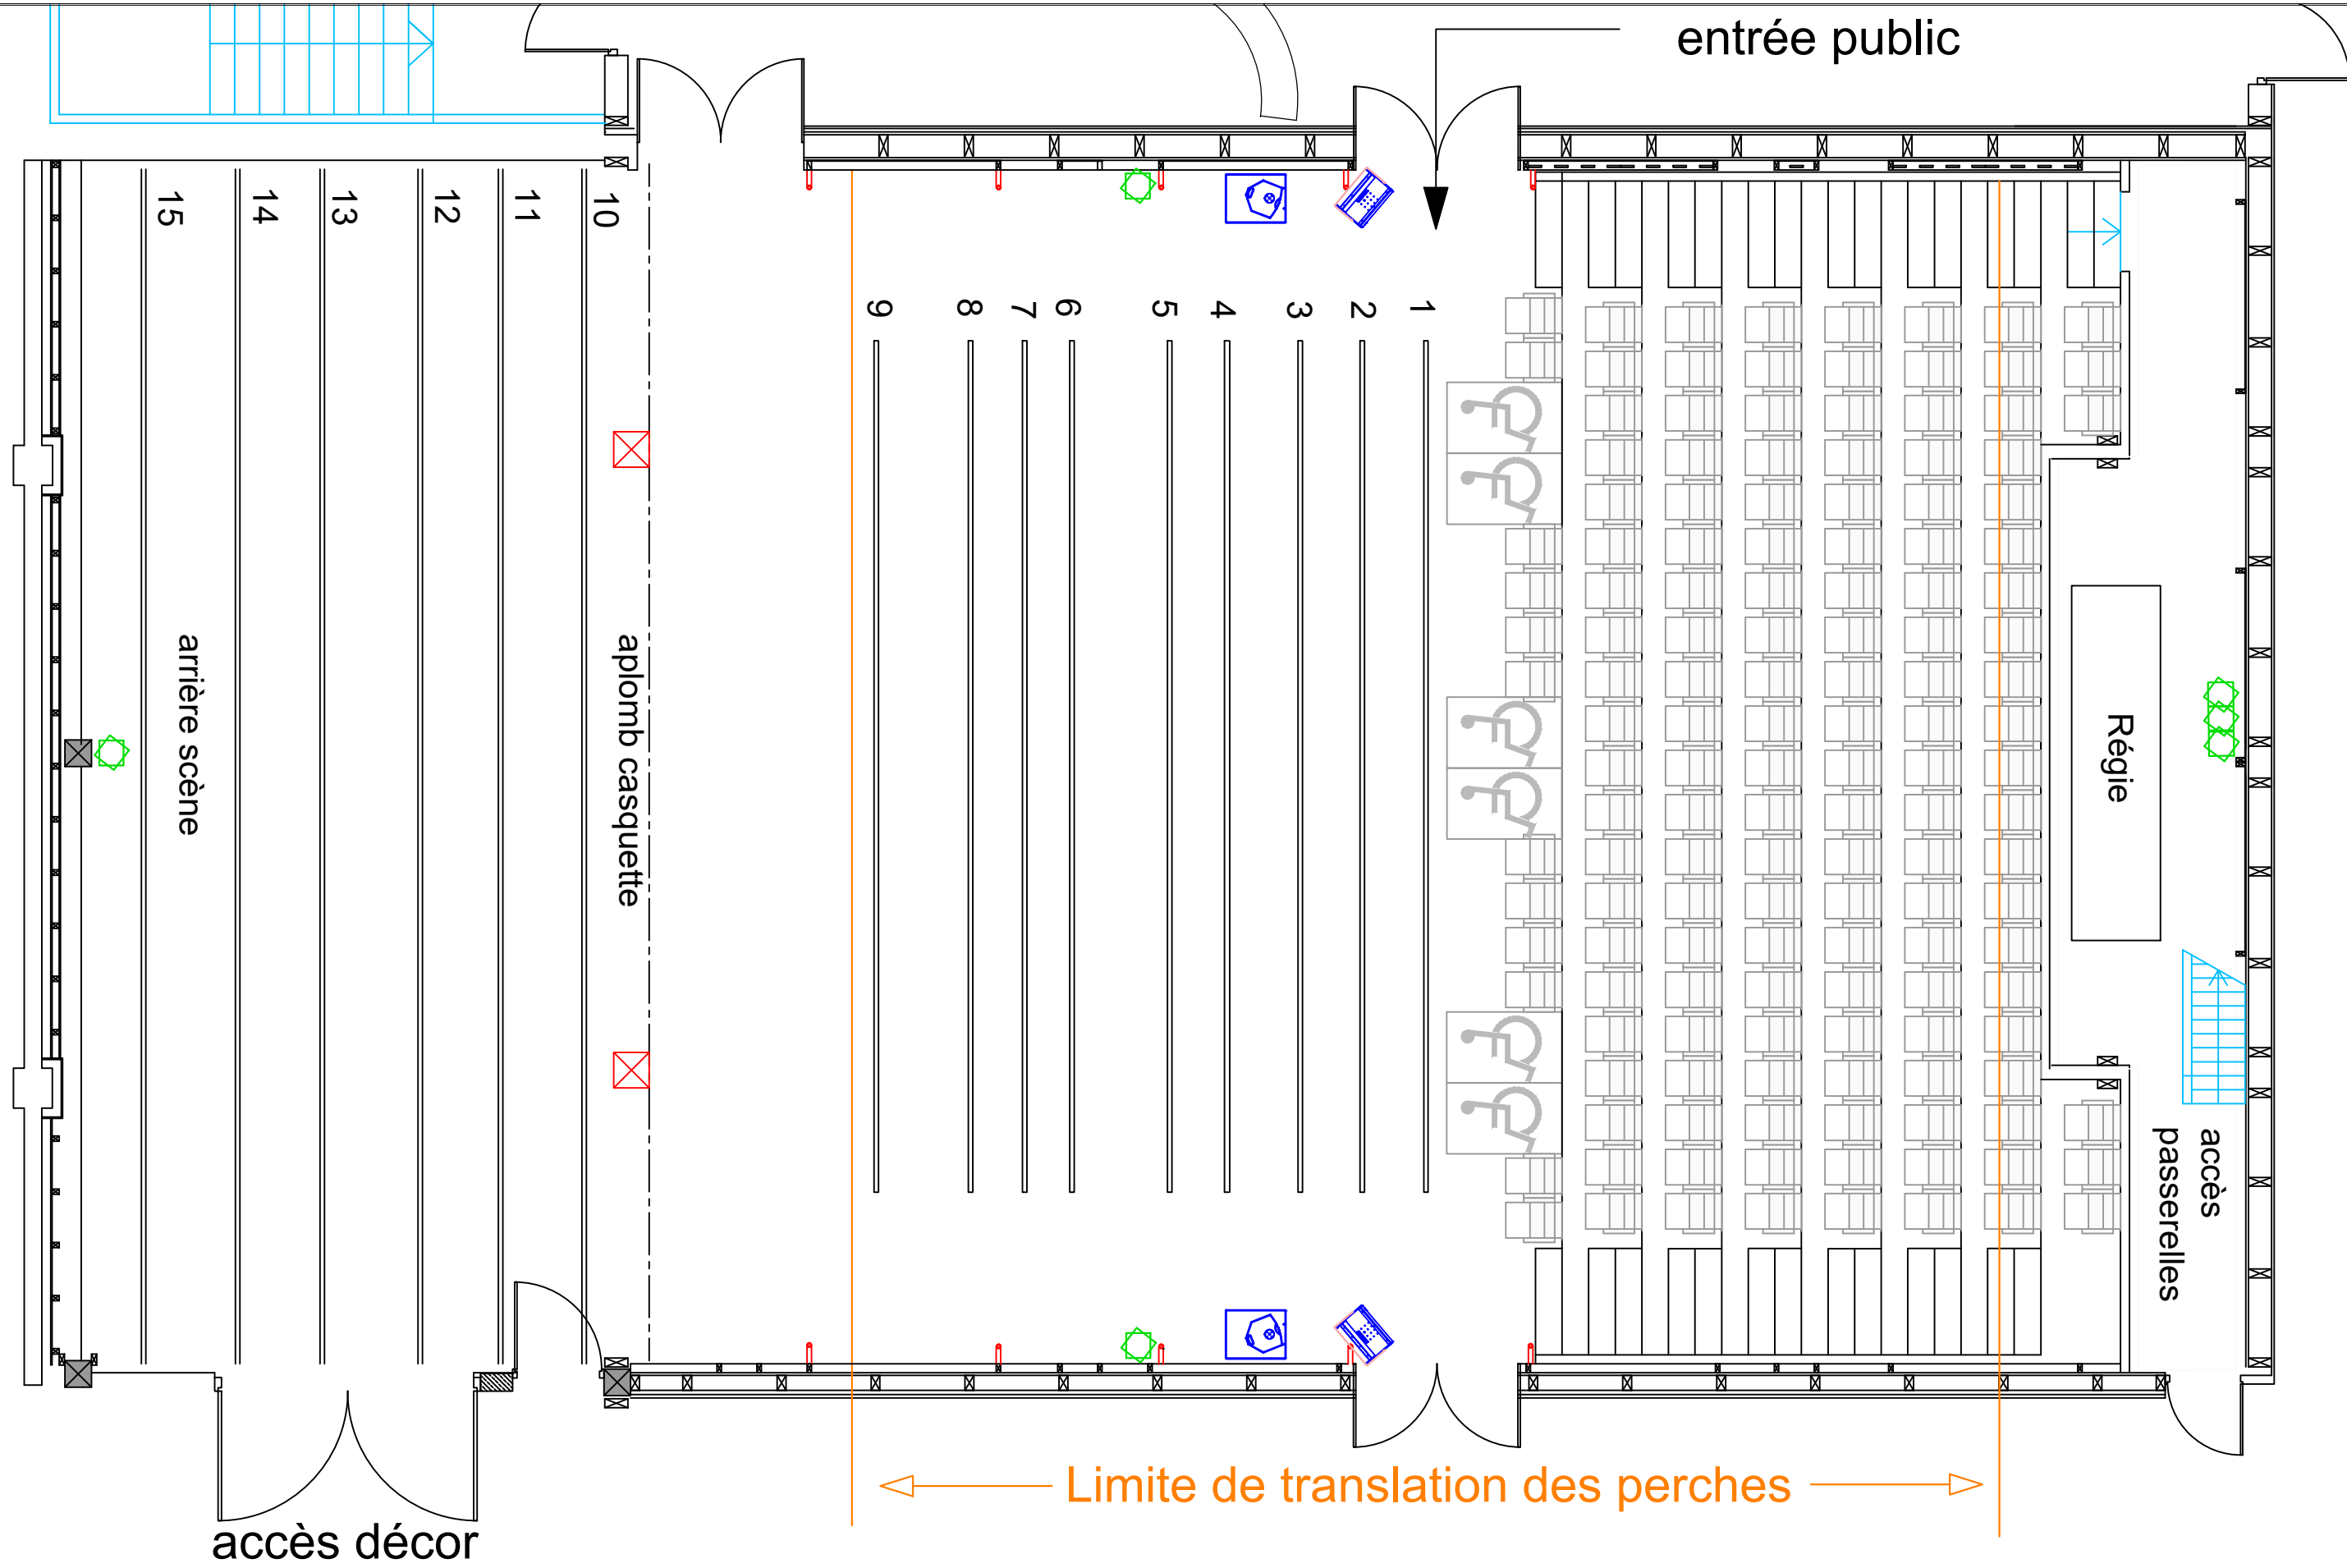 entrée public
15
14
13
12
11
10
9
8
7
6
5
4
3
2
1
arrière scène
aplomb casquette
Régie
accès
passerelles
Limite de translation des perches
accès décor